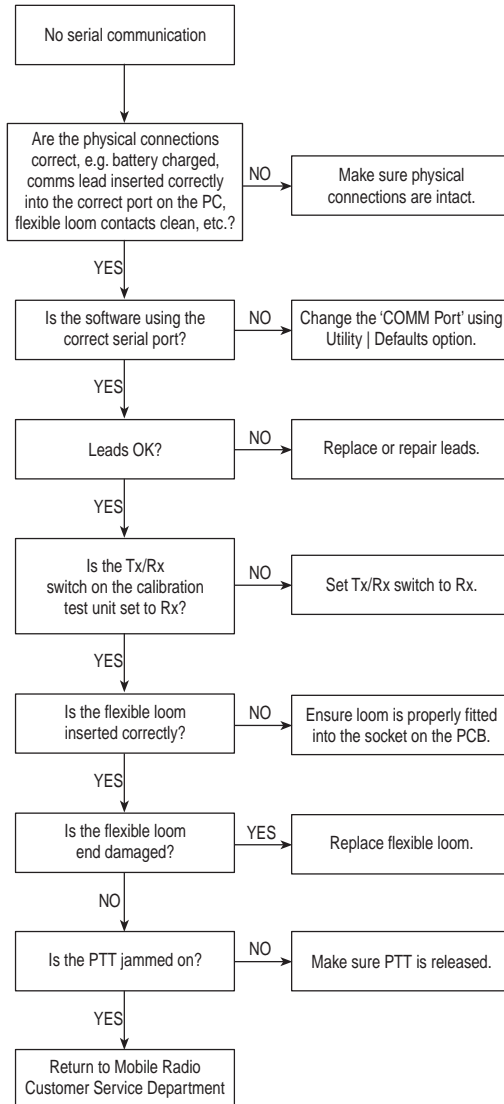 No serial communication
Are the physical connections
correct, e.g. battery charged,
comms lead inserted correctly
into the correct port on the PC,
flexible loom contacts clean, etc.?
NO
Make sure physical
connections are intact.
YES
Is the software using the
correct serial port?
NO
Change the ‘COMM Port’ using
Utility | Defaults option.
YES
Leads OK?
NO
Replace or repair leads.
YES
Is the Tx/Rx
switch on the calibration
test unit set to Rx?
NO
Set Tx/Rx switch to Rx.
YES
Is the flexible loom
inserted correctly?
NO
Ensure loom is properly fitted
into the socket on the PCB.
YES
Is the flexible loom
end damaged?
YES
Replace flexible loom.
NO
Is the PTT jammed on?
NO
Make sure PTT is released.
YES
Return to Mobile Radio
Customer Service Department